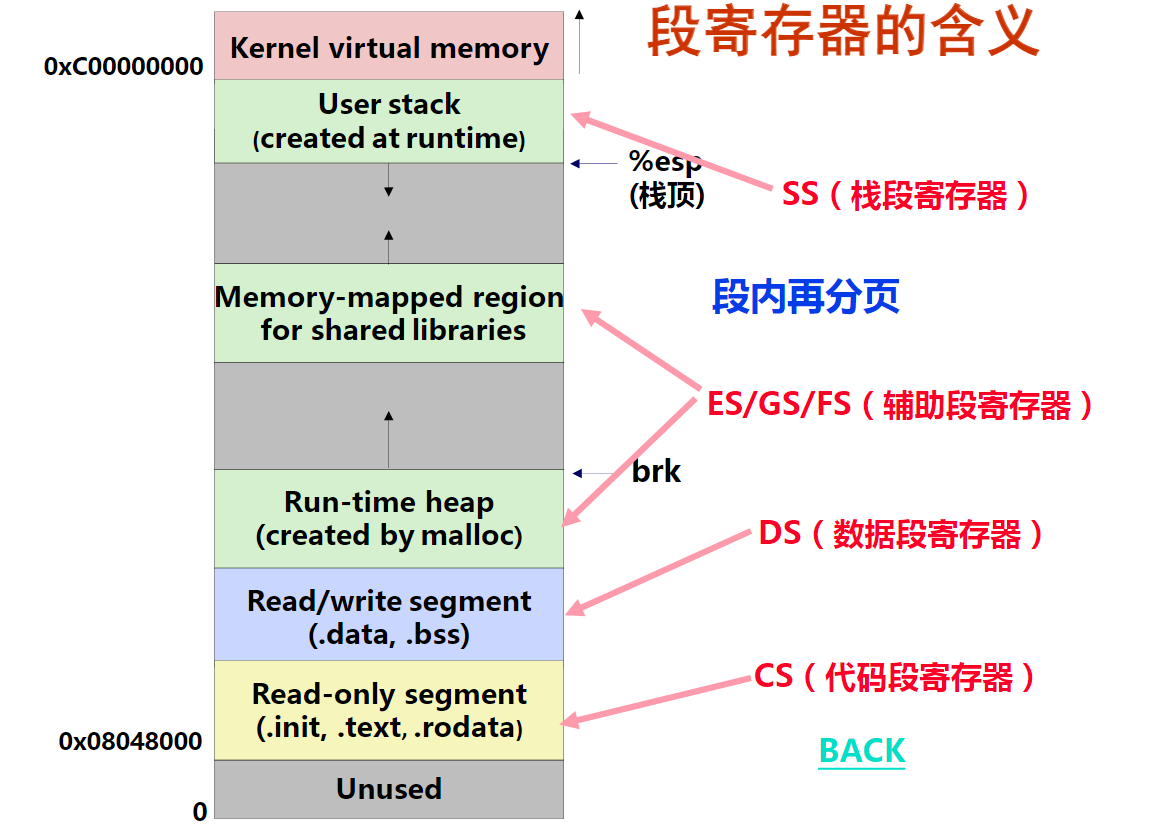 段寄存器的含义
Kernel virtual memory
0xC00000000
User stack
(created at runtime)
%esp
(栈顶)
SS（栈段寄存器）
Memory-mapped region
for shared libraries
段内再分页
ES/GS/FS（辅助段寄存器）
brk
Run-time heap
(created by malloc)
DS（数据段寄存器）
Read/write segment
(.data, .bss)
CS（代码段寄存器）
Read-only segment
(.init, .text, .rodata)
0x08048000
BACK
Unused
0